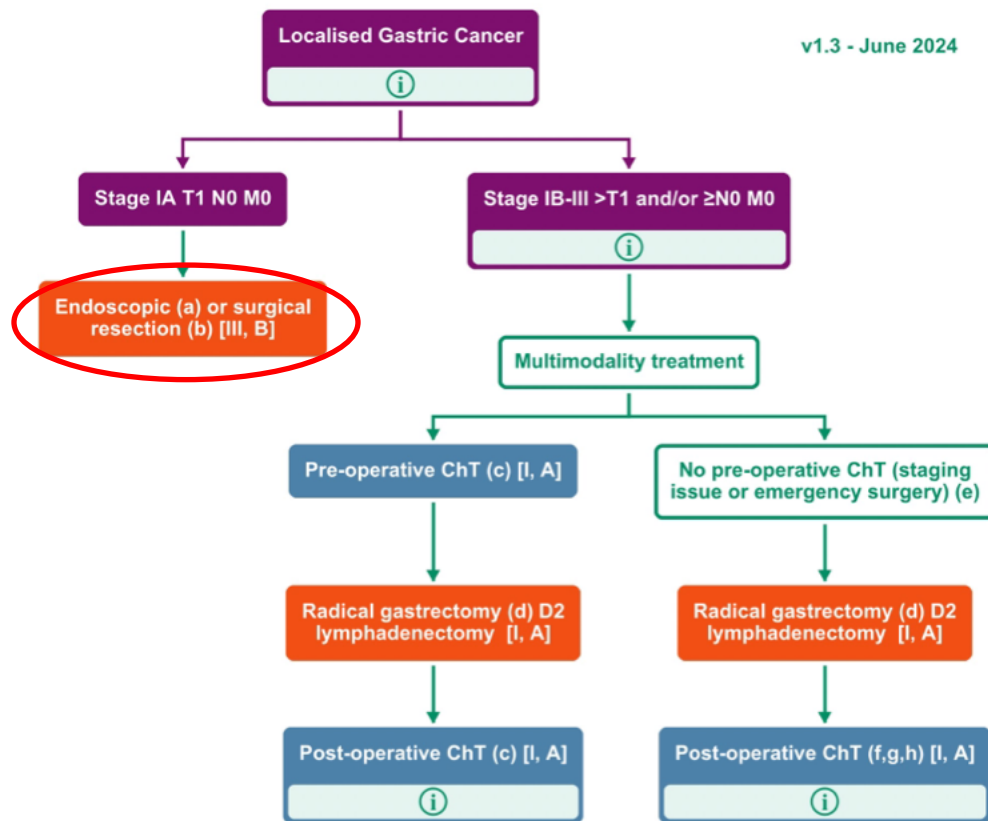 Localised Gastric Cancer
i
v1.3 - June 2024
Stage IA T1 N0 M0
Stage IB-III >T1 and/or ≥N0 M0
i
Endoscopic (a) or surgical
resection (b) [III, B]
Multimodality treatment
Pre-operative ChT (c) [I, A]
No pre-operative ChT (staging
issue or emergency surgery) (e)
Radical gastrectomy (d) D2
lymphadenectomy [I, A]
Radical gastrectomy (d) D2
lymphadenectomy [I, A]
Post-operative ChT (c) [I, A]
i
Post-operative ChT (f,g,h) [I, A]
i